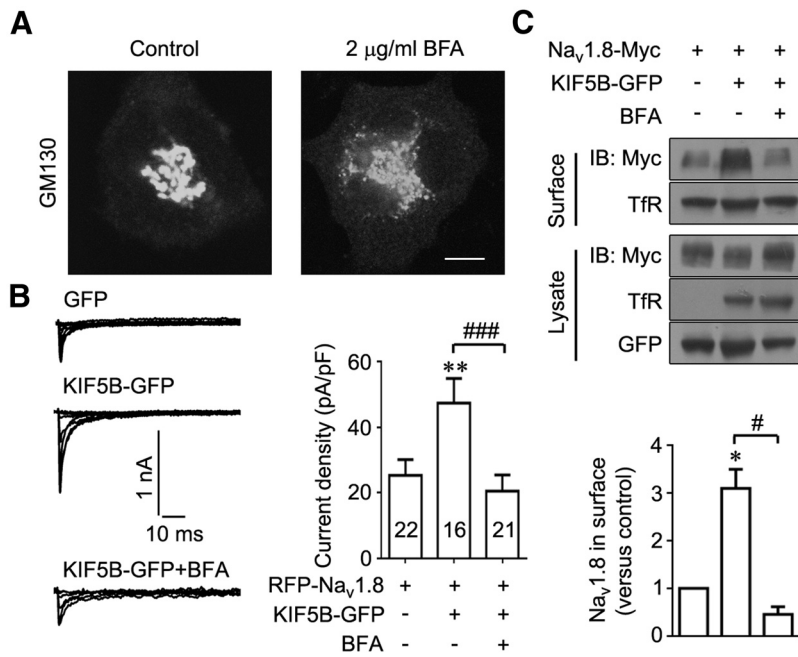 A
Control
2 µg/ml BFA
GM130
B
GFP
KIF5B-GFP
1 nA
10 ms
KIF5B-GFP+BFA
Current density (pA/pF)
60
40
20
0
###
**
22 16 21
RFP-Nav1.8 + + +
KIF5B-GFP - + +
BFA - - +
C
Nav1.8-Myc + + +
KIF5B-GFP - + +
BFA - - +
Surface
IB: Myc
TfR
Lysate
IB: Myc
TfR
GFP
Nav1.8 in surface
(versus control)
4
3
2
1
0
#
*